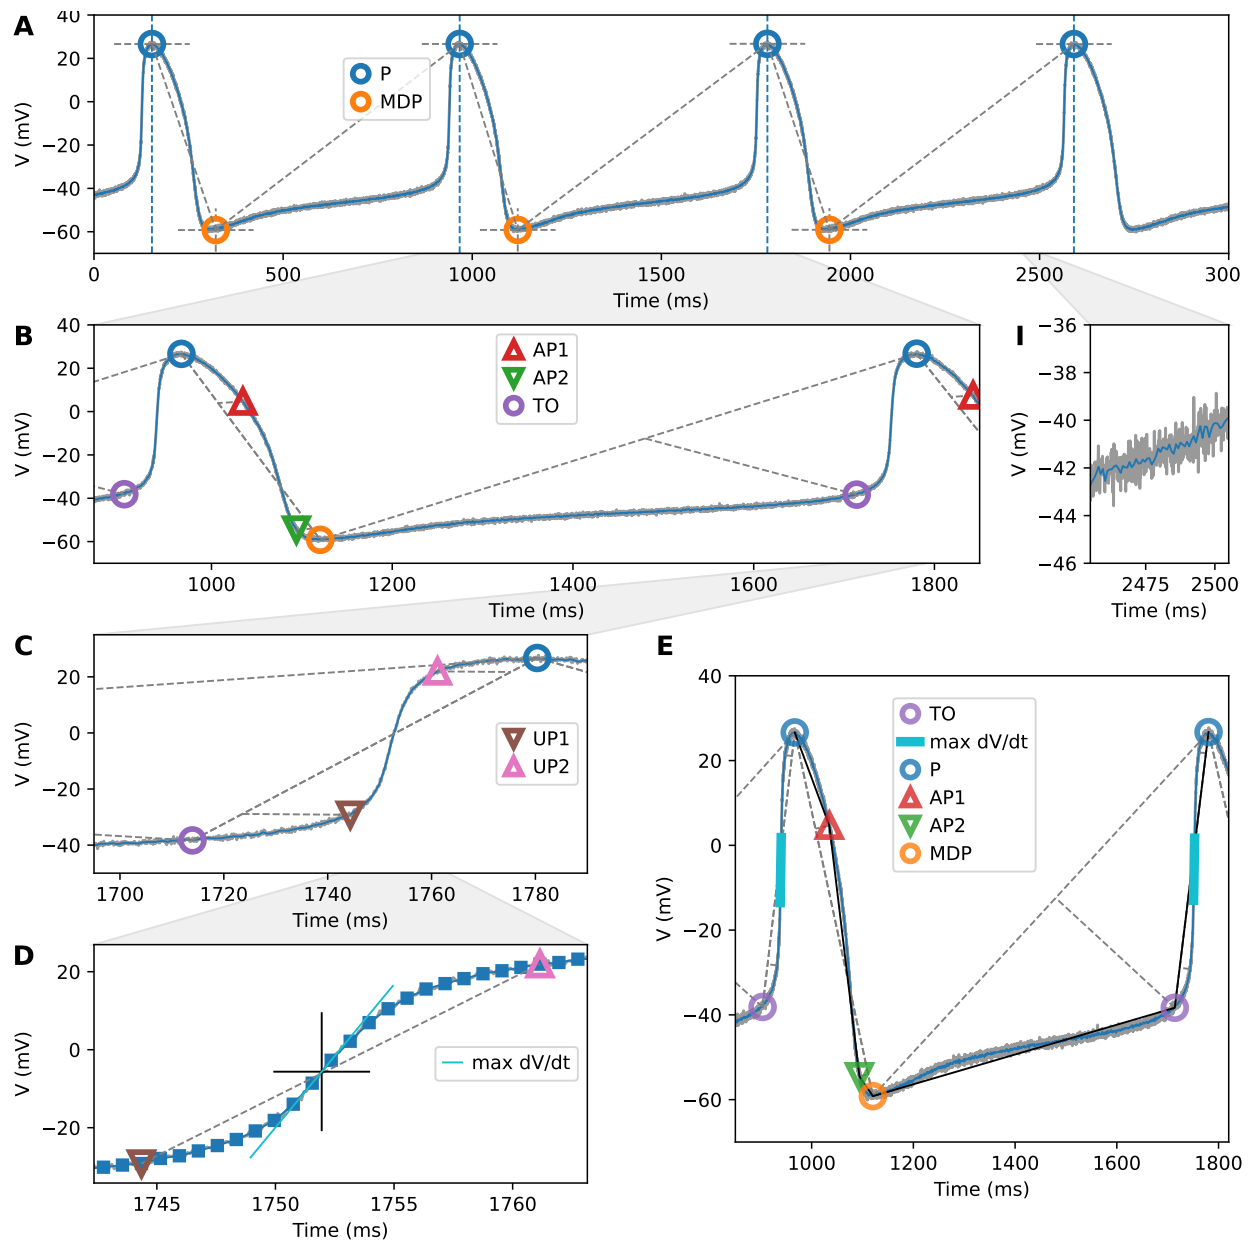 A
40
20
0
−20
−40
−60
V (mV)
P
MDP
0
500
1000
1500
2000
2500
300
Time (ms)
B
40
20
0
−20
−40
−60
V (mV)
AP1
AP2
TO
1000
1200
1400
1600
1800
Time (ms)
I
−36
−38
−40
−42
−44
−46
V (mV)
2475
2500
Time (ms)
C
20
0
−20
−40
V (mV)
UP1
UP2
1700
1720
1740
1760
1780
Time (ms)
D
20
0
−20
V (mV)
max dV/dt
1745
1750
1755
1760
Time (ms)
E
40
20
0
−20
−40
−60
V (mV)
TO
max dV/dt
P
AP1
AP2
MDP
1000
1200
1400
1600
1800
Time (ms)